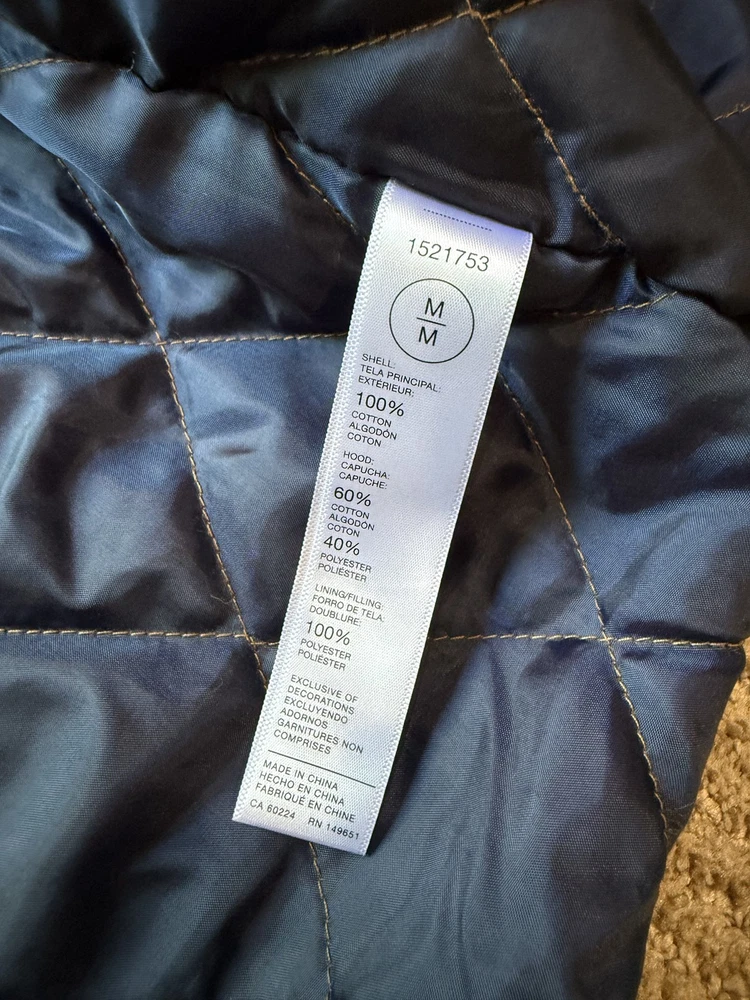 1521753
M
M
SHELL:
TELA PRINCIPAL:
EXTÉRIEUR:
100%
COTTON
ALGODÓN
COTON
HOOD:
CAPUCHA:
CAPUCHE:
60%
COTTON
ALGODÓN
COTON
40%
POLYESTER
POLIÉSTER
LINING/FILLING:
FORRO DE TELA:
DOUBLURE:
100%
POLYESTER
POLIÉSTER
EXCLUSIVE OF
DECORATIONS
EXCLUYENDO
ADORNOS
GARNITURES NON
COMPRISES
MADE IN CHINA
HECHO EN CHINA
FABRIQUÉ EN CHINE
CA 60224 RN 149651